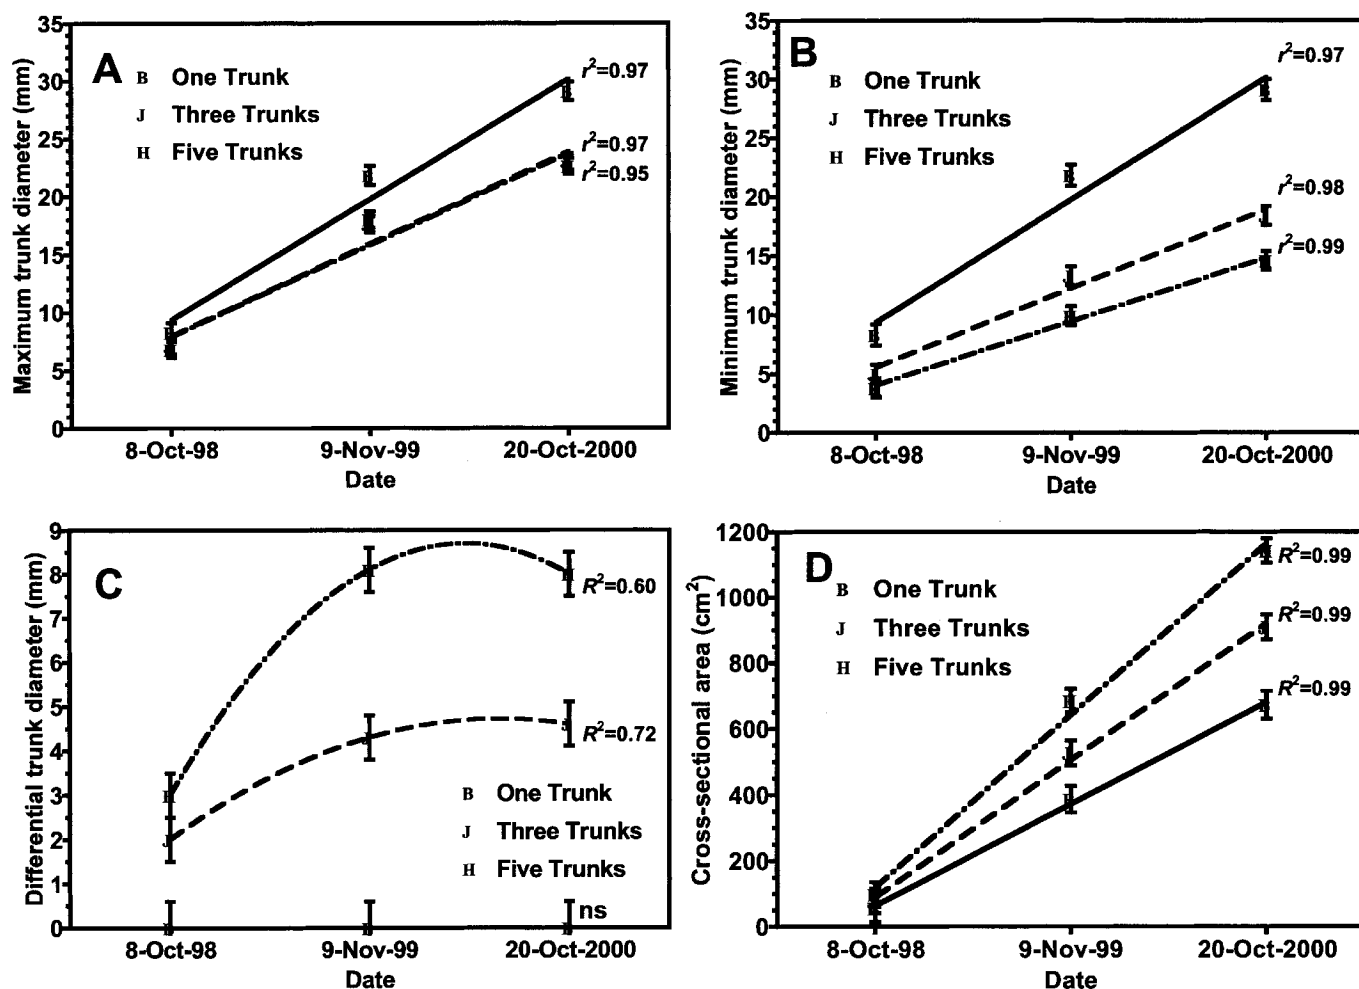 A
B One Trunk
J Three Trunks
H Five Trunks
Maximum trunk diameter (mm)
35
30
25
20
15
10
5
0
r²=0.97
r²=0.97
r²=0.95
8-Oct-98 9-Nov-99 20-Oct-2000
Date
B
B One Trunk
J Three Trunks
H Five Trunks
Minimum trunk diameter (mm)
35
30
25
20
15
10
5
0
r²=0.97
r²=0.98
r²=0.99
8-Oct-98 9-Nov-99 20-Oct-2000
Date
C
Differential trunk diameter (mm)
9
8
7
6
5
4
3
2
1
0
R²=0.60
R²=0.72
B One Trunk
J Three Trunks
H Five Trunks
ns
8-Oct-98 9-Nov-99 20-Oct-2000
Date
D
B One Trunk
J Three Trunks
H Five Trunks
Cross-sectional area (cm²)
1200
1000
800
600
400
200
0
R²=0.99
R²=0.99
R²=0.99
8-Oct-98 9-Nov-99 20-Oct-2000
Date